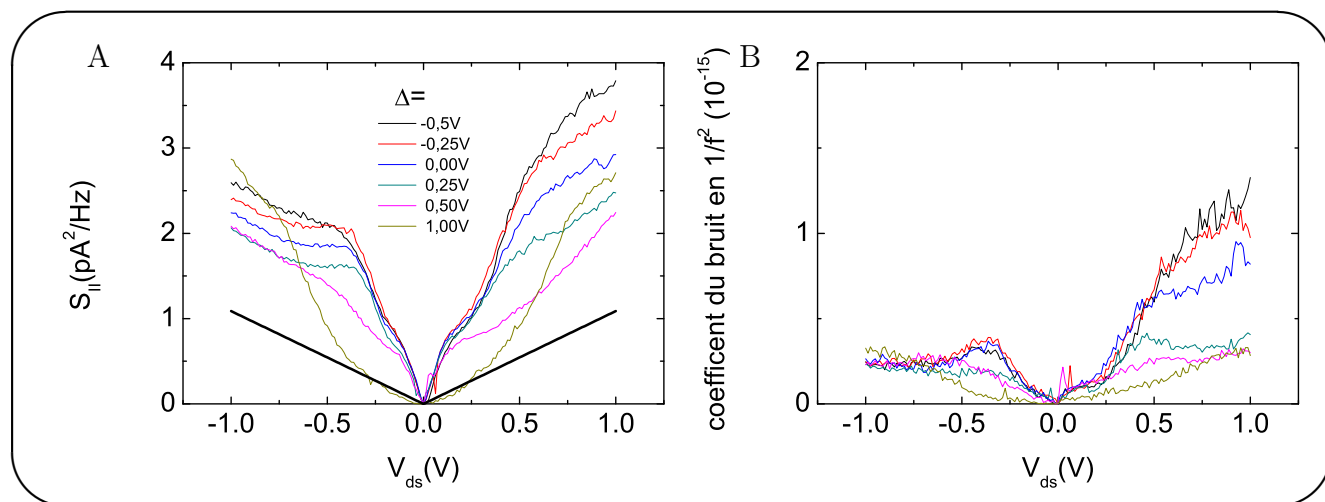 A
S_II(pA²/Hz)
4
3
2
1
0
Δ=
-0,5V
-0,25V
0,00V
0,25V
0,50V
1,00V
-1.0 -0.5 0.0 0.5 1.0
V_ds(V)
B
coefficent du bruit en 1/f² (10⁻¹⁵)
2
1
0
-1.0 -0.5 0.0 0.5 1.0
V_ds(V)